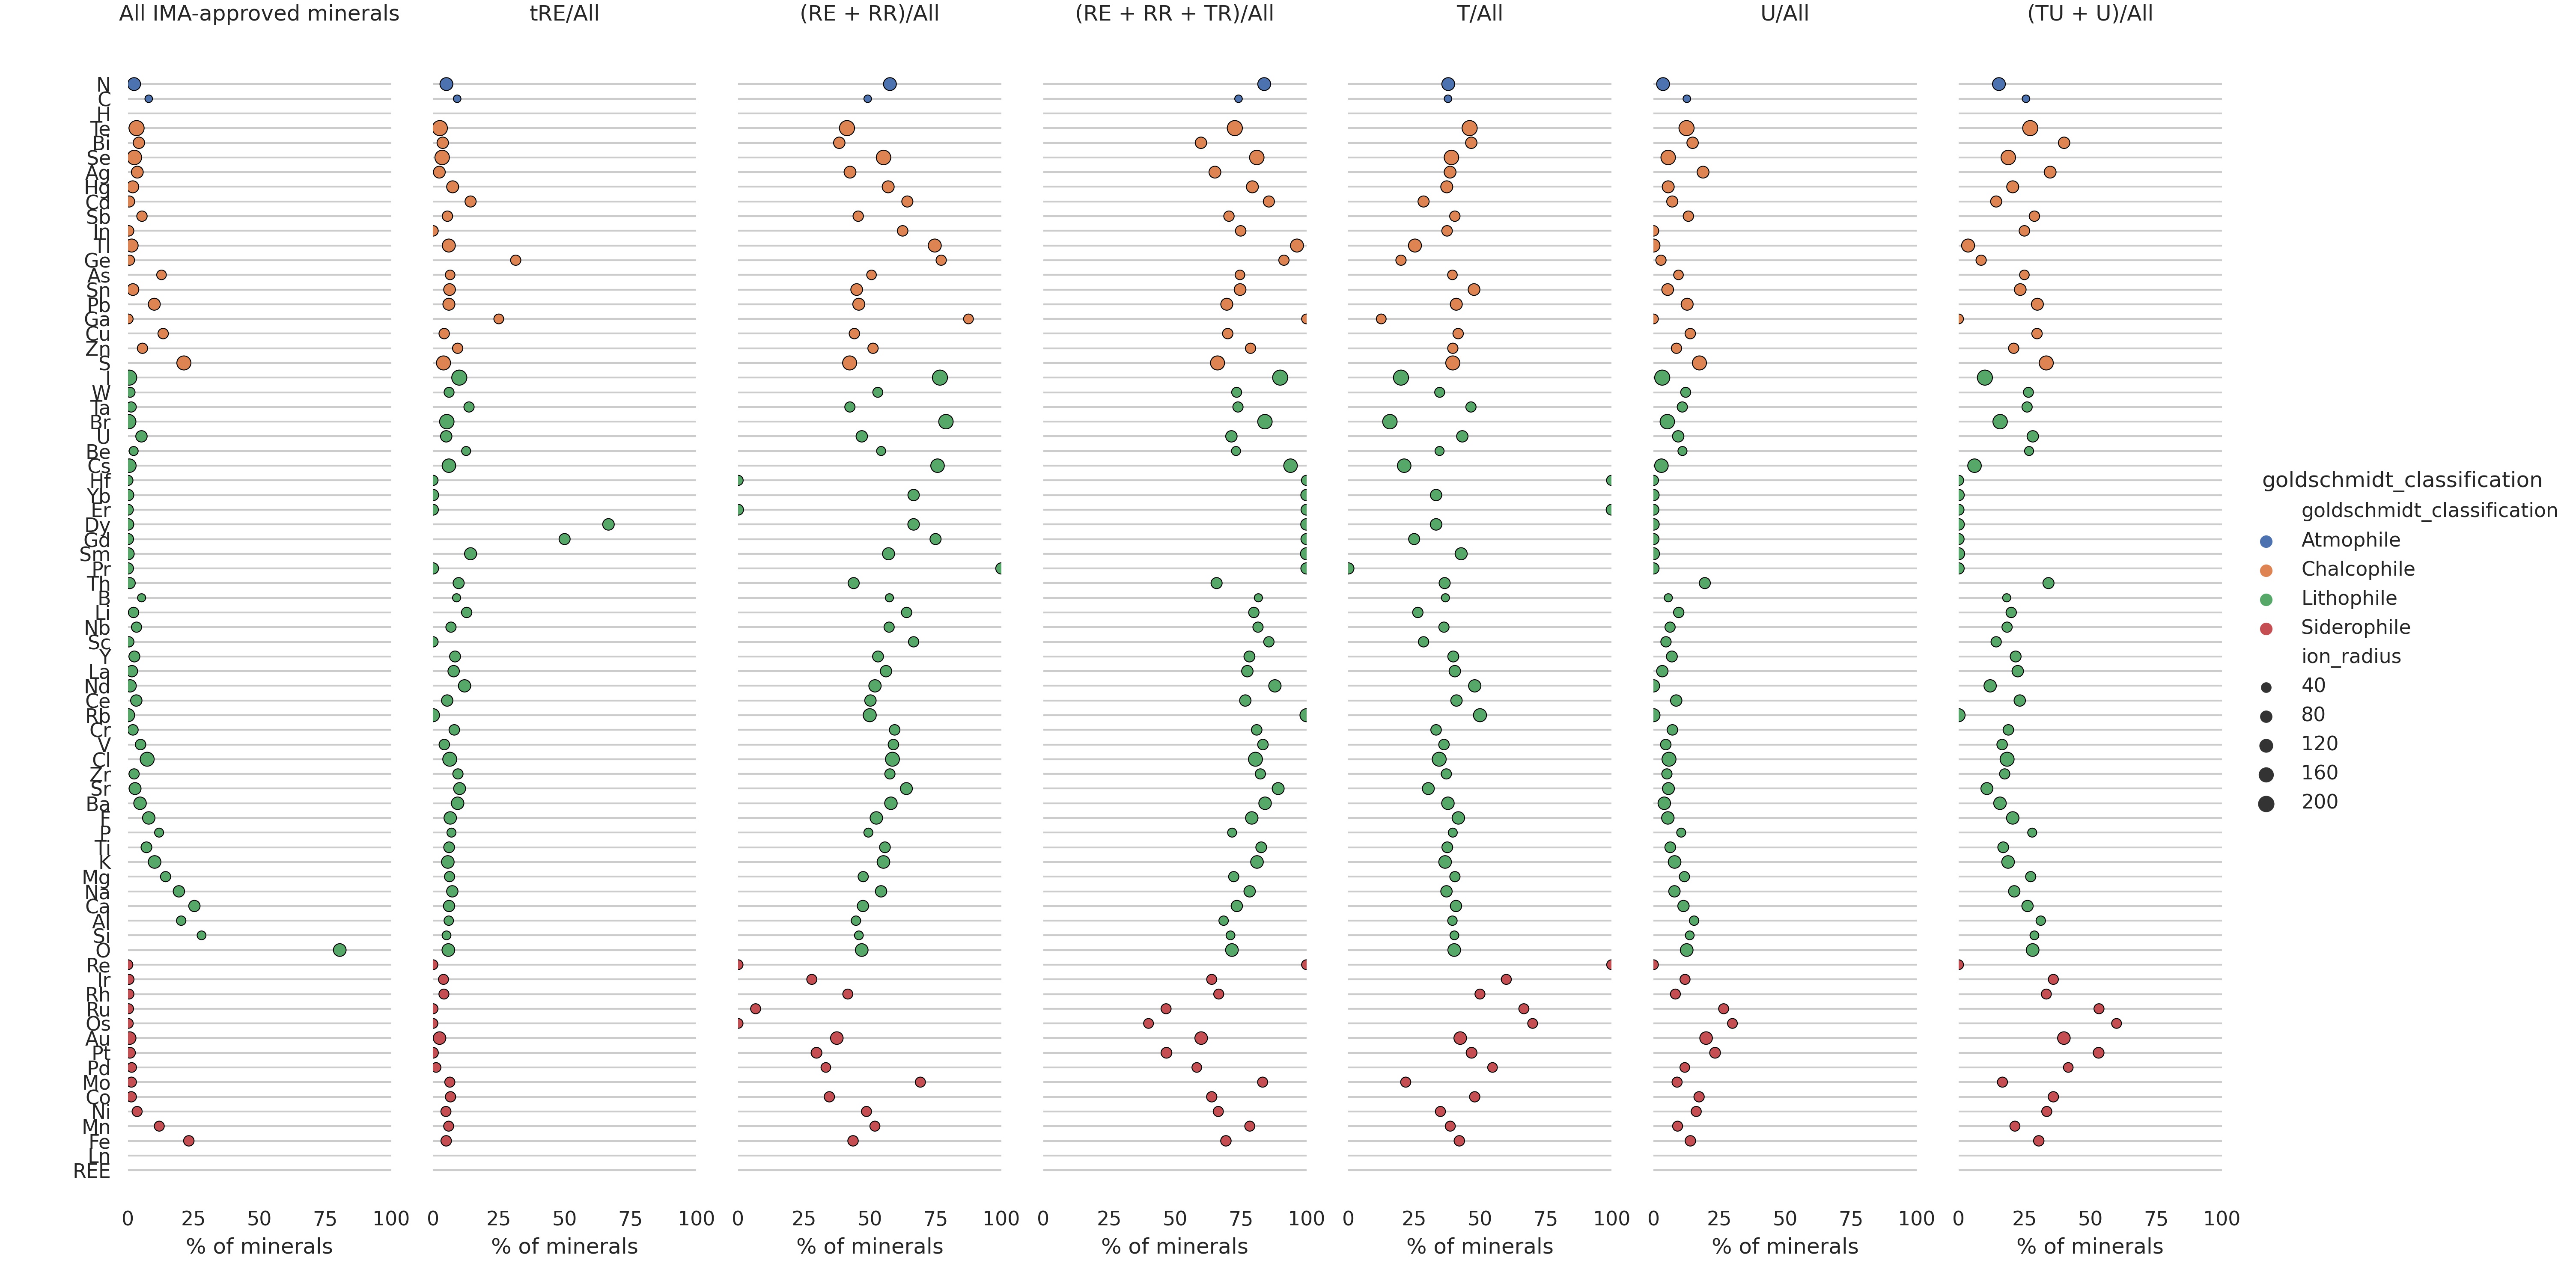 All IMA-approved minerals tRE/All (RE + RR)/All (RE + RR + TR)/All T/All U/All (TU + U)/All
N
C
H
Te
Bi
Se
Ag
Hg
Cd
Sb
In
Tl
Ge
As
Sn
Pb
Ga
Cu
Zn
S
I
W
Ta
Br
U
Be
Cs
Hf
Yb
Er
Dy
Gd
Sm
Pr
Th
B
Li
Nb
Sc
Y
La
Nd
Ce
Rb
Cr
V
Cl
Zr
Sr
Ba
F
P
Ti
K
Mg
Na
Ca
Al
Si
O
Re
Ir
Rh
Ru
Os
Au
Pt
Pd
Mo
Co
Ni
Mn
Fe
Ln
REE
0 25 50 75 100 0 25 50 75 100 0 25 50 75 100 0 25 50 75 100 0 25 50 75 100 0 25 50 75 100 0 25 50 75 100
% of minerals % of minerals % of minerals % of minerals % of minerals % of minerals % of minerals
goldschmidt_classification
goldschmidt_classification
Atmophile
Chalcophile
Lithophile
Siderophile
ion_radius
40
80
120
160
200